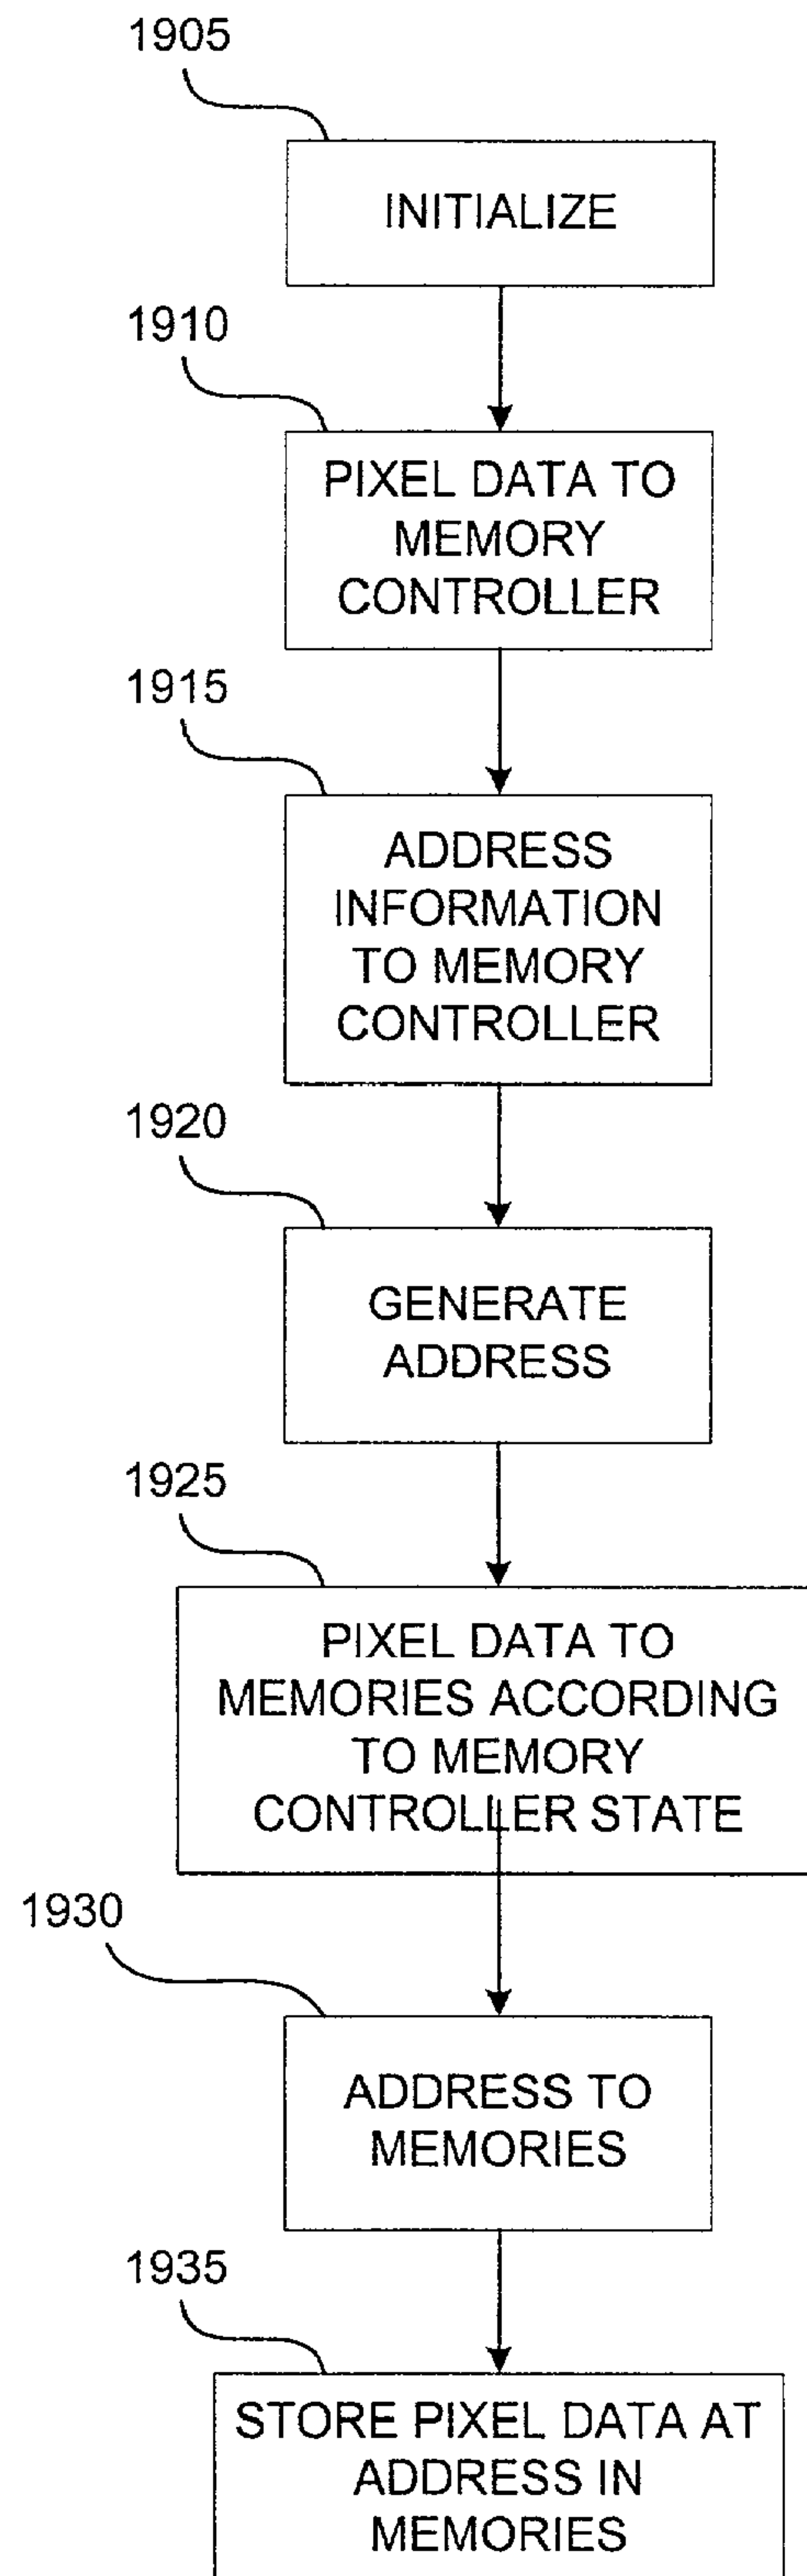 1905
INITIALIZE
1910
PIXEL DATA TO
MEMORY
CONTROLLER
1915
ADDRESS
INFORMATION
TO MEMORY
CONTROLLER
1920
GENERATE
ADDRESS
1925
PIXEL DATA TO
MEMORIES ACCORDING
TO MEMORY
CONTROLLER STATE
1930
ADDRESS TO
MEMORIES
1935
STORE PIXEL DATA AT
ADDRESS IN
MEMORIES